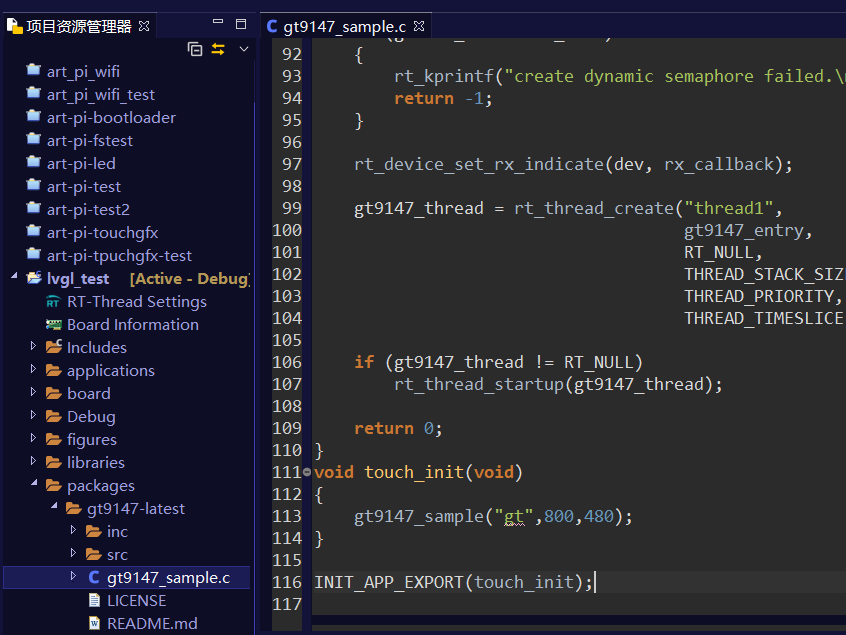 项目资源管理器
art_pi_wifi
art_pi_wifi_test
art-pi-bootloader
art-pi-fstest
art-pi-led
art-pi-test
art-pi-test2
art-pi-touchgfx
art-pi-tpuchgfx-test
lvgl_test [Active - Debug]
RT-Thread Settings
Board Information
Includes
applications
board
Debug
figures
libraries
packages
gt9147-latest
inc
src
gt9147_sample.c
LICENSE
README.md
gt9147_sample.c
92 {
93 rt_kprintf("create dynamic semaphore failed.\
94 return -1;
95 }
96
97 rt_device_set_rx_indicate(dev, rx_callback);
98
99 gt9147_thread = rt_thread_create("thread1",
100 gt9147_entry,
101 RT_NULL,
102 THREAD_STACK_SIZ
103 THREAD_PRIORITY,
104 THREAD_TIMESLICE
105
106 if (gt9147_thread != RT_NULL)
107 rt_thread_startup(gt9147_thread);
108
109 return 0;
110 }
111 void touch_init(void)
112 {
113 gt9147_sample("gt",800,480);
114 }
115
116 INIT_APP_EXPORT(touch_init);
117